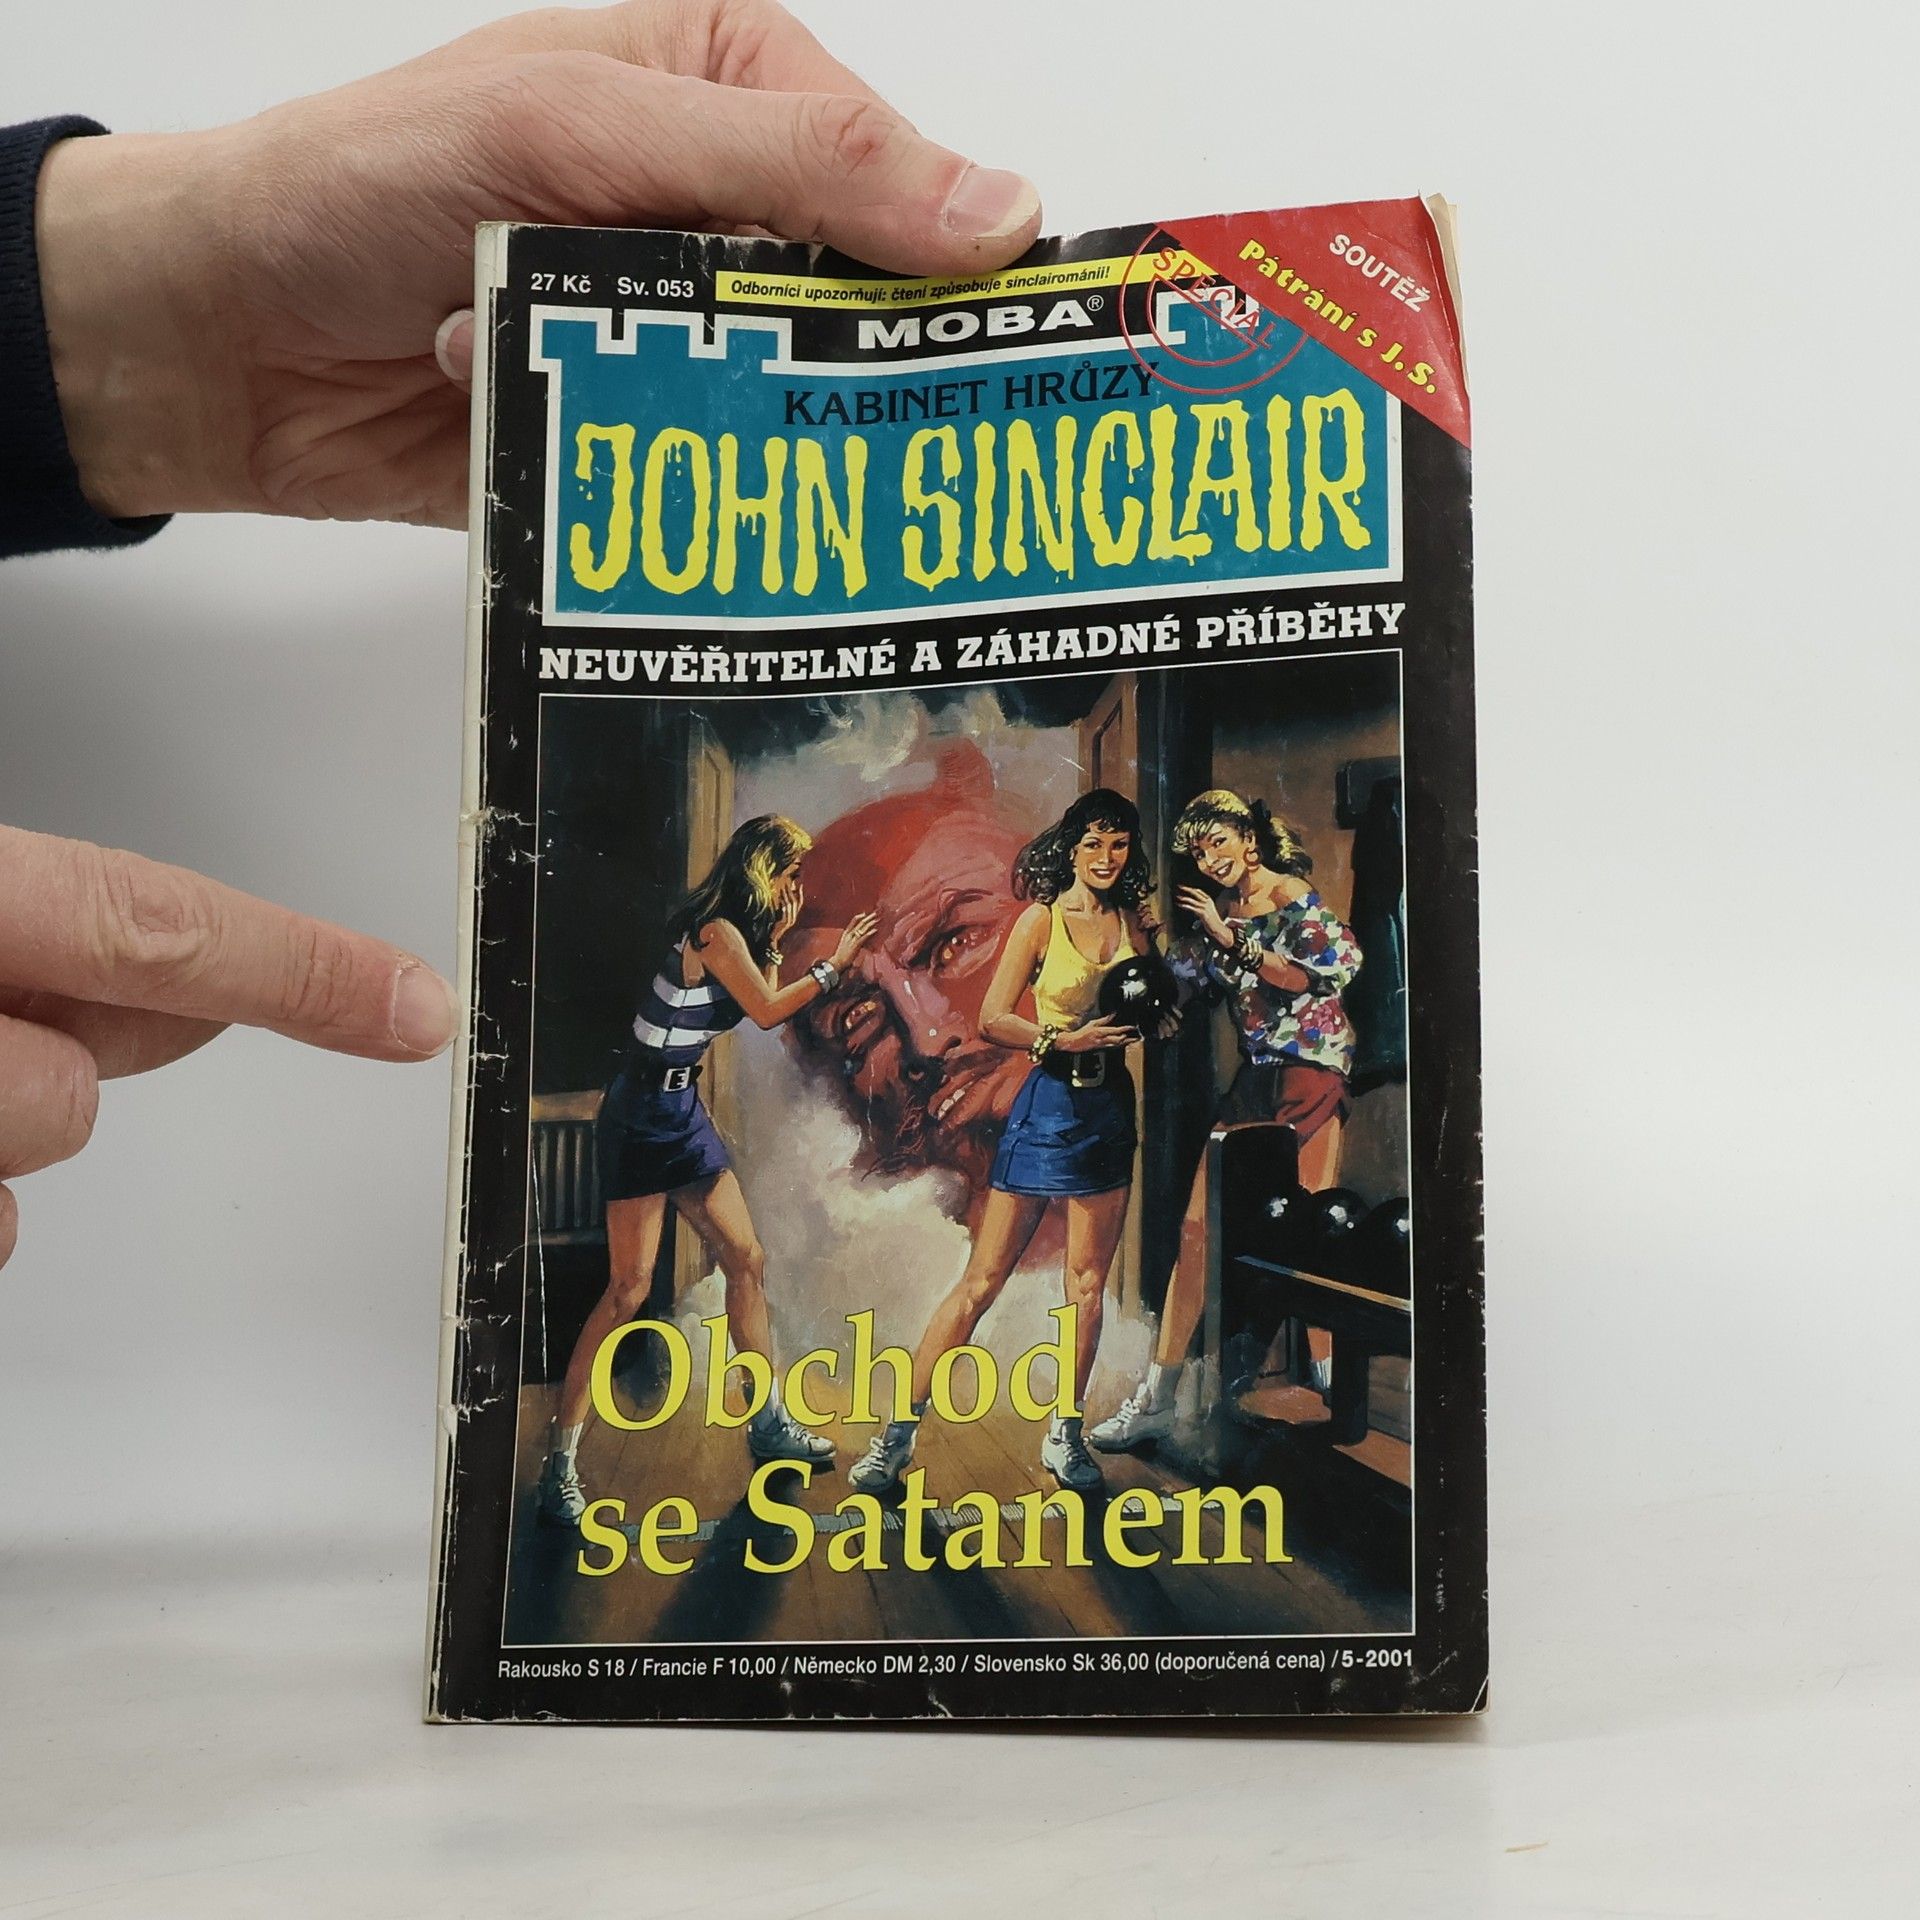 27 Kč Sv. 053
Odborníci upozorňují: čtení způsobuje sinclairománii!
SOUTĚŽ
Pátrání s J. S.
SPECIAL
MOBA®
KABINET HRŮZY
JOHN SINCLAIR
NEUVĚŘITELNÉ A ZÁHADNÉ PŘÍBĚHY
Obchod
se Satanem
Rakousko S 18 / Francie F 10,00 / Německo DM 2,30 / Slovensko Sk 36,00 (doporučená cena) / 5-2001